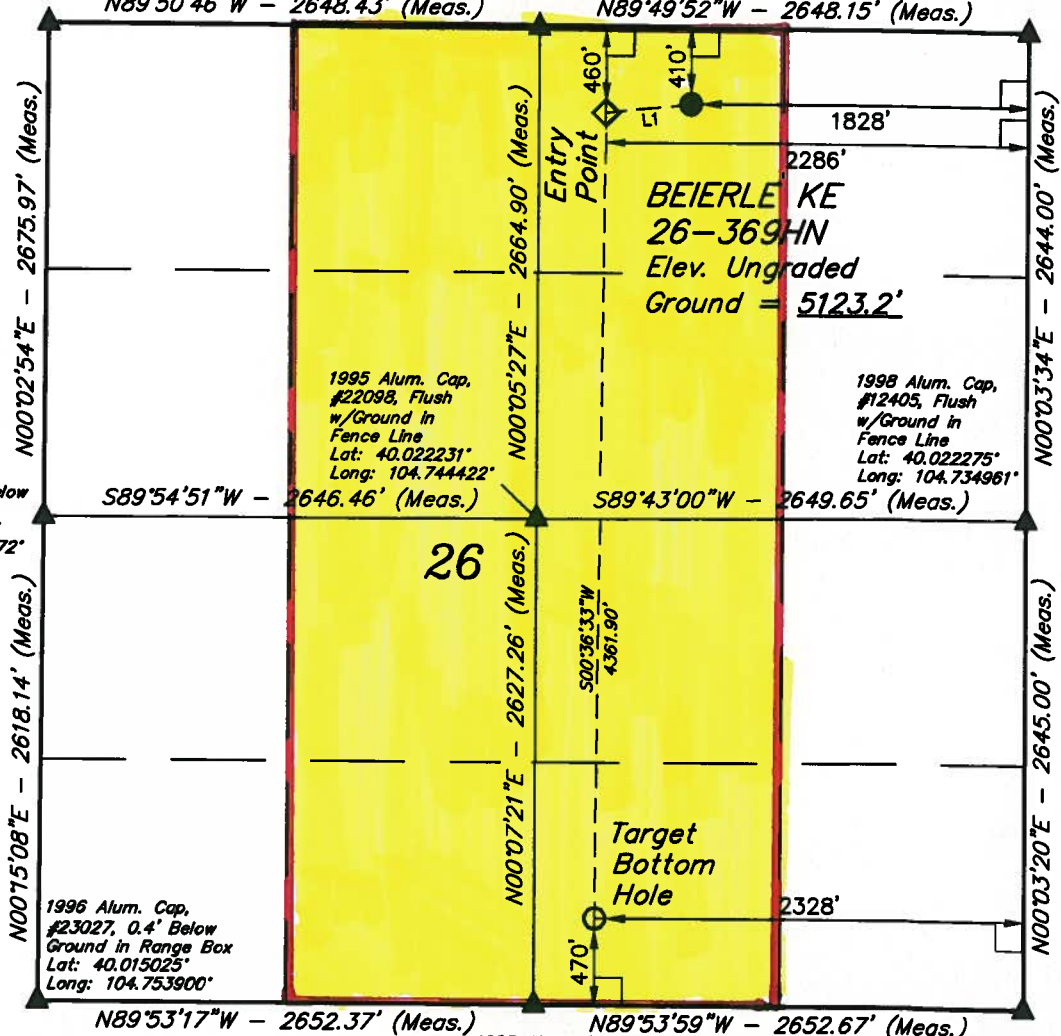 N89°50'46"W - 2648.43' (Meas.)
N89°49'52"W - 2648.15' (Meas.)
460'
410'
L1
1828'
2286'
Entry
Point
BEIERLE KE
26-369HN
Elev. Ungraded
Ground = 5123.2'
N00°02'54"E - 2675.97' (Meas.)
N00°05'27"E - 2664.90' (Meas.)
N00°03'34"E - 2644.00' (Meas.)
1995 Alum. Cap,
#22098, Flush
w/Ground in
Fence Line
Lat: 40.022231°
Long: 104.744422°
1998 Alum. Cap,
#12405, Flush
w/Ground in
Fence Line
Lat: 40.022275°
Long: 104.734961°
S89°54'51"W - 2646.46' (Meas.)
S89°43'00"W - 2649.65' (Meas.)
72°
26
S00°36'33"W
4361.90'
N00°15'08"E - 2618.14' (Meas.)
N00°07'21"E - 2627.26' (Meas.)
N00°03'20"E - 2645.00' (Meas.)
Target
Bottom
Hole
2328'
470'
1996 Alum. Cap,
#23027, 0.4' Below
Ground in Range Box
Lat: 40.015025°
Long: 104.753900°
N89°53'17"W - 2652.37' (Meas.)
N89°53'59"W - 2652.67' (Meas.)